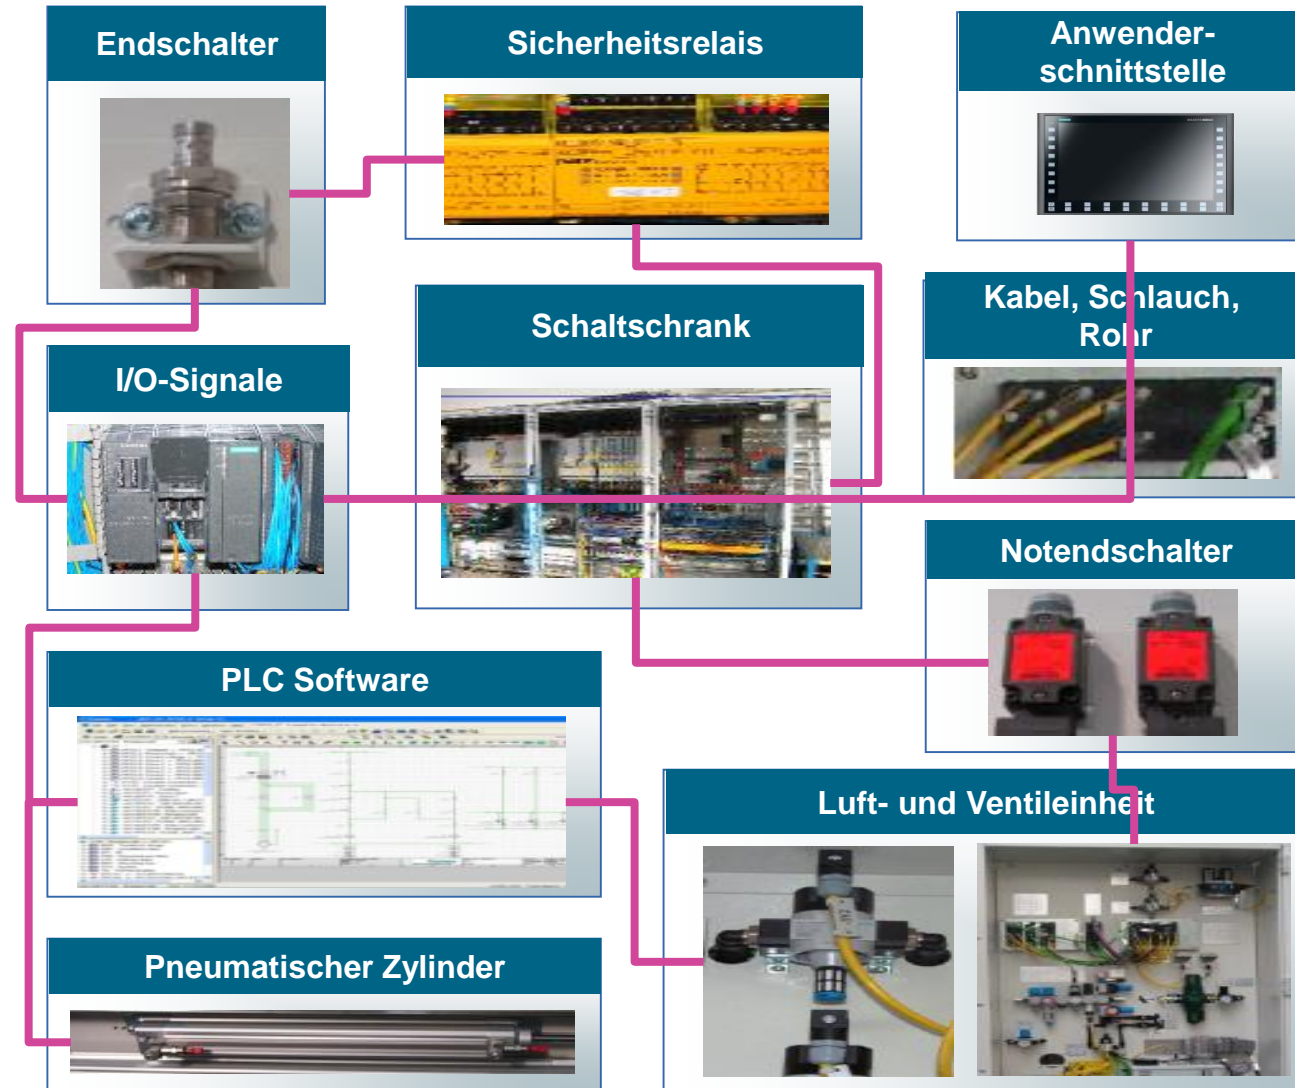 Endschalter
Sicherheitsrelais
Anwender-
schnittstelle
Schaltschrank
Kabel, Schlauch,
Rohr
I/O-Signale
Notendschalter
PLC Software
Luft- und Ventileinheit
Pneumatischer Zylinder